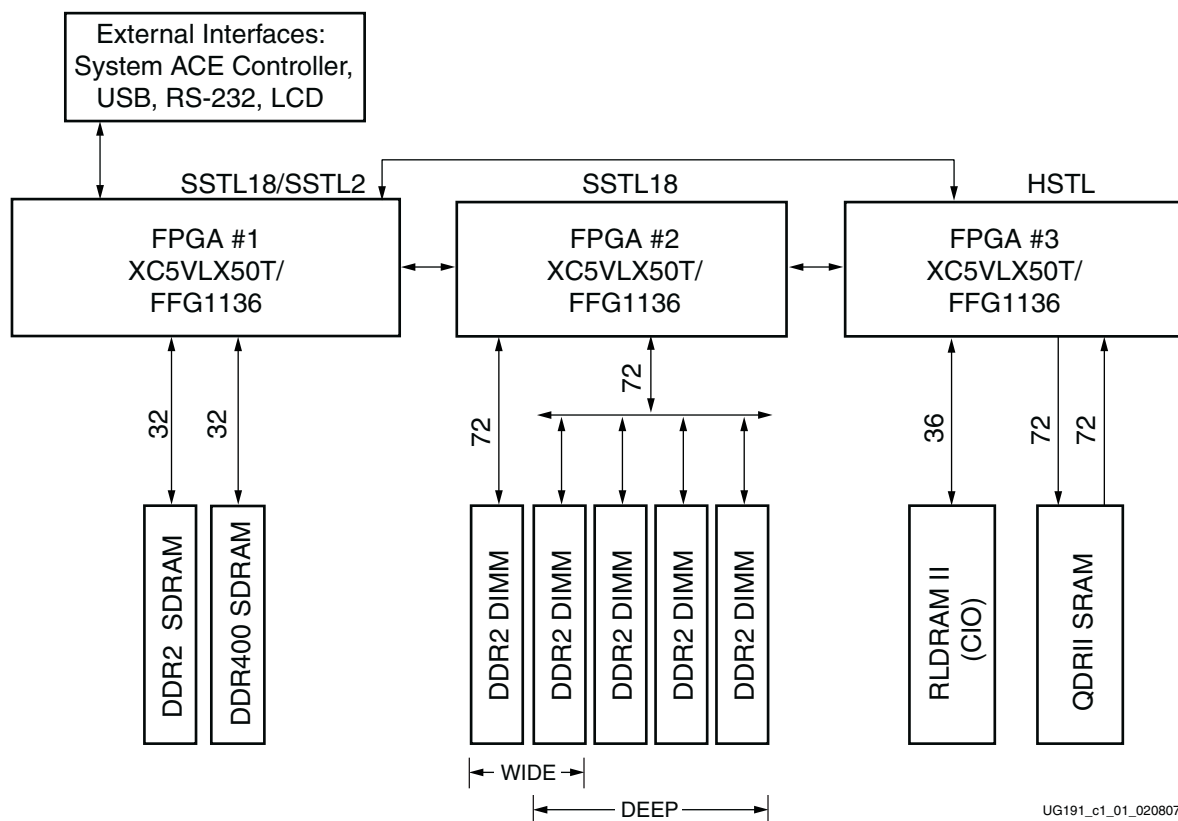 External Interfaces:
System ACE Controller,
USB, RS-232, LCD
SSTL18/SSTL2
SSTL18
HSTL
FPGA #1
XC5VLX50T/
FFG1136
FPGA #2
XC5VLX50T/
FFG1136
FPGA #3
XC5VLX50T/
FFG1136
32
32
72
72
36
72
72
DDR2 SDRAM
DDR400 SDRAM
DDR2 DIMM
DDR2 DIMM
DDR2 DIMM
DDR2 DIMM
DDR2 DIMM
RLDRAM II
(CIO)
QDRII SRAM
WIDE
DEEP
UG191_c1_01_020807